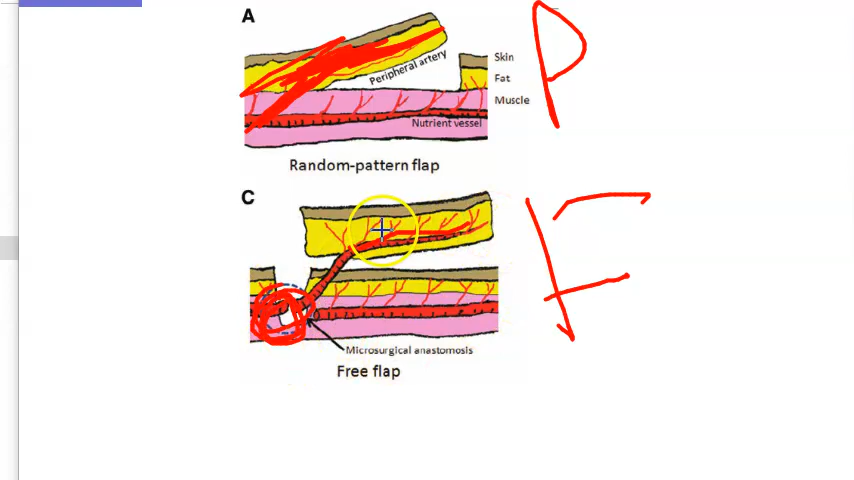 A
P
Peripheral artery
Skin
Fat
Muscle
Nutrient vessel
Random-pattern flap
C
F
Microsurgical anastomosis
Free flap